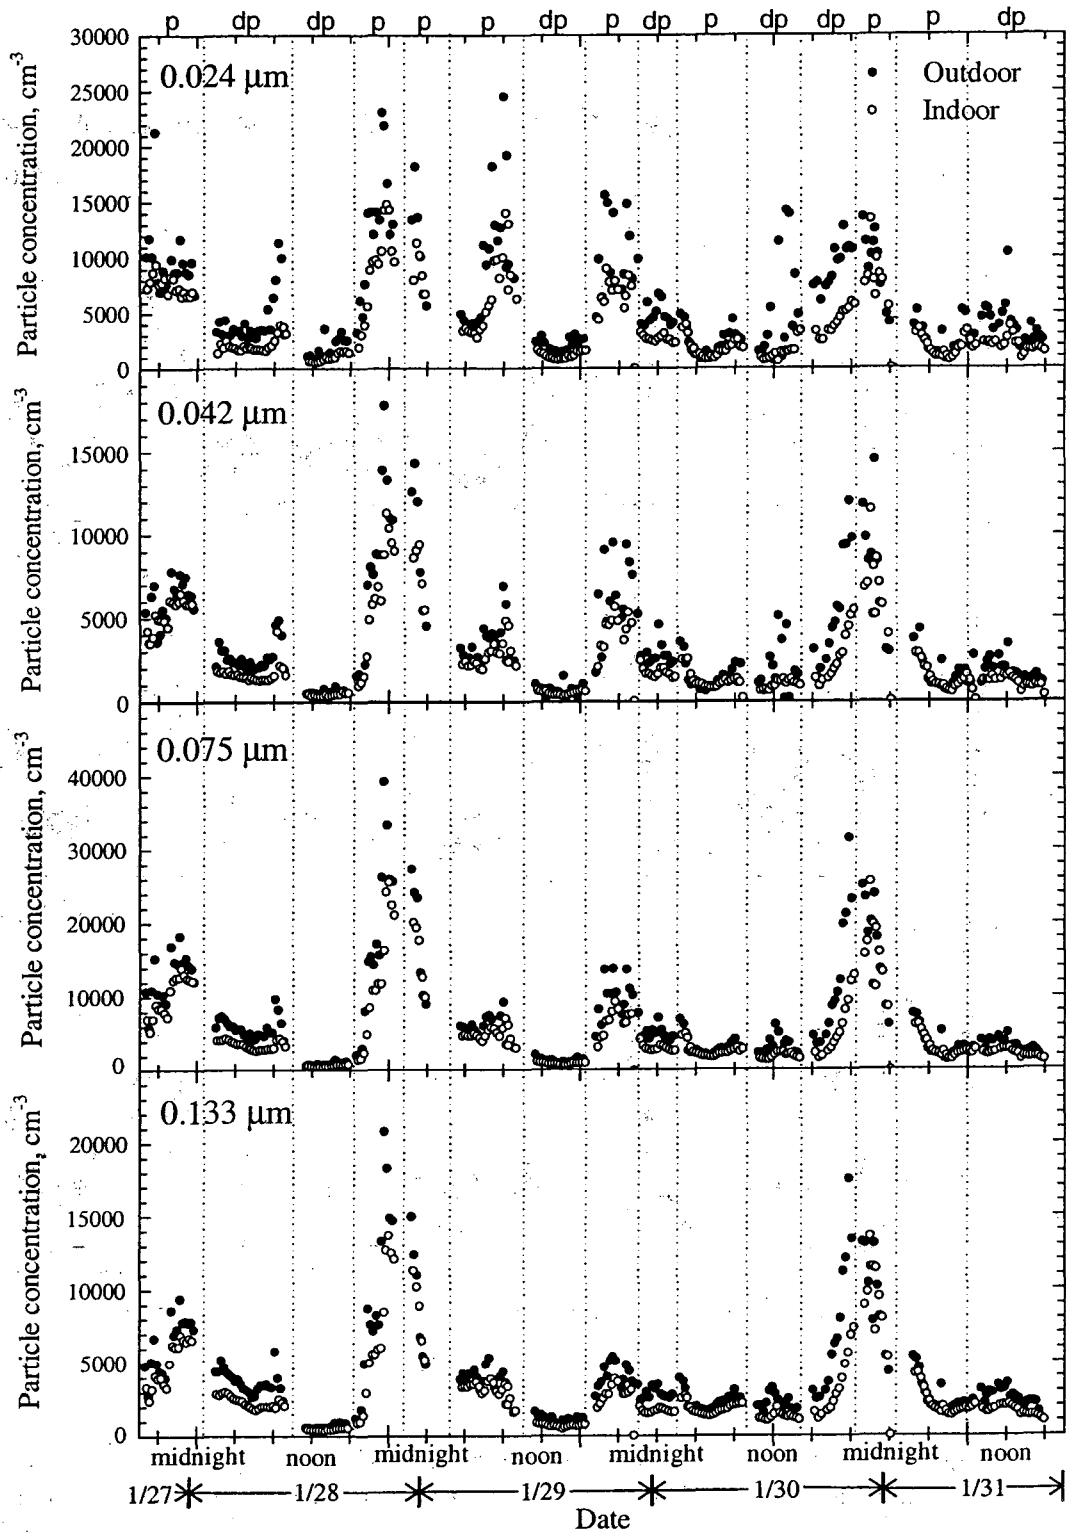 p dp dp p p p dp p dp p dp dp p p dp
30000
0.024 μm
Outdoor
25000
Indoor
20000
15000
10000
5000
0
Particle concentration, cm-3
0.042 μm
15000
10000
5000
0
Particle concentration, cm-3
0.075 μm
40000
30000
20000
10000
0
Particle concentration, cm-3
0.133 μm
20000
15000
10000
5000
0
Particle concentration, cm-3
midnight noon midnight noon midnight noon midnight noon
1/27 1/28 1/29 1/30 1/31
Date